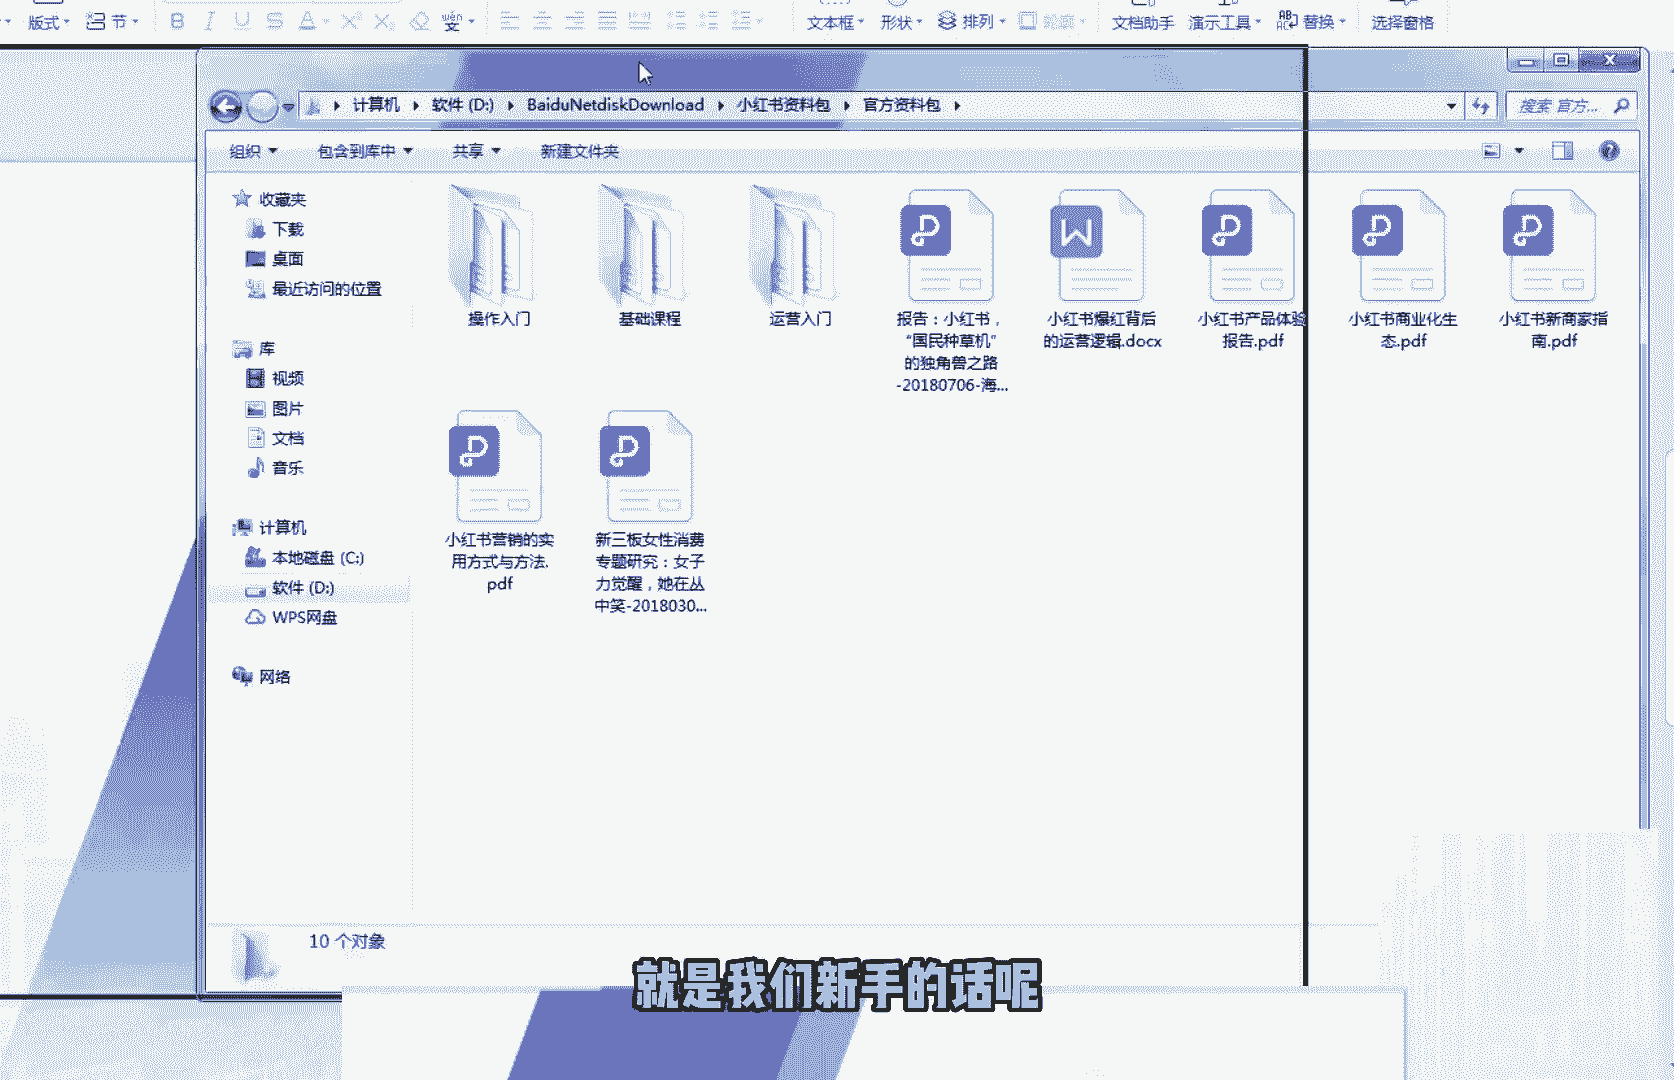 版式 节 B I U S A X² X₂ wén 变 文本框 形状 排列 轮廓 文档助手 演示工具 替换 选择窗格
计算机 软件 (D:) BaiduNetdiskDownload 小红书资料包 官方资料包
搜索 官方...
组织 包含到库中 共享 新建文件夹
收藏夹
下载
桌面
最近访问的位置
库
视频
图片
文档
音乐
计算机
本地磁盘 (C:)
软件 (D:)
WPS网盘
网络
操作入门
基础课程
运营入门
报告：小红书，
“国民种草机”
的独角兽之路
-20180706-海...
小红书爆红背后
的运营逻辑.docx
小红书产品体验
报告.pdf
小红书商业化生
态.pdf
小红书新商家指
南.pdf
小红书营销的实
用方式与方法.
pdf
新三板女性消费
专题研究：女子
力觉醒，她在丛
中笑-2018030...
10 个对象
就是我们新手的话呢